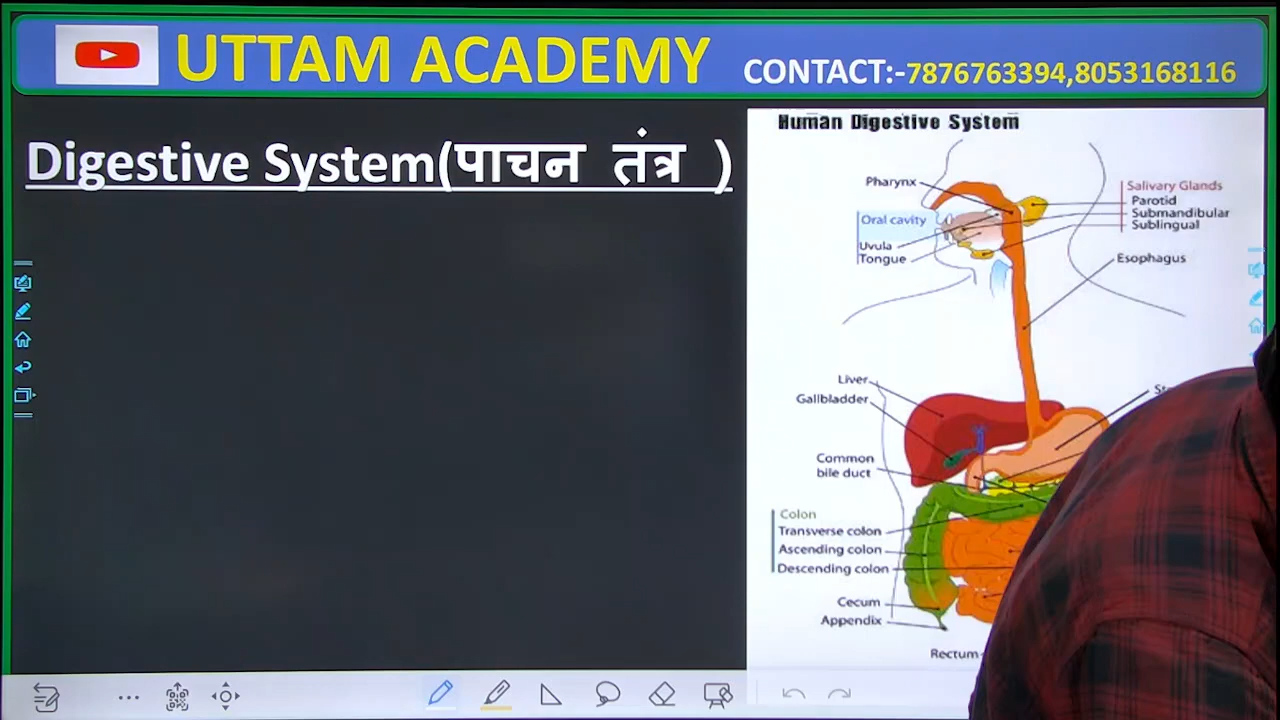 UTTAM ACADEMY
CONTACT:-7876763394,8053168116
Digestive System(पाचन तंत्र )
Human Digestive System
Pharynx
Salivary Glands
Parotid
Submandibular
Sublingual
Oral cavity
Uvula
Tongue
Esophagus
Liver
Gallbladder
Common
bile duct
Colon
Transverse colon
Ascending colon
Descending colon
Cecum
Appendix
Rectum